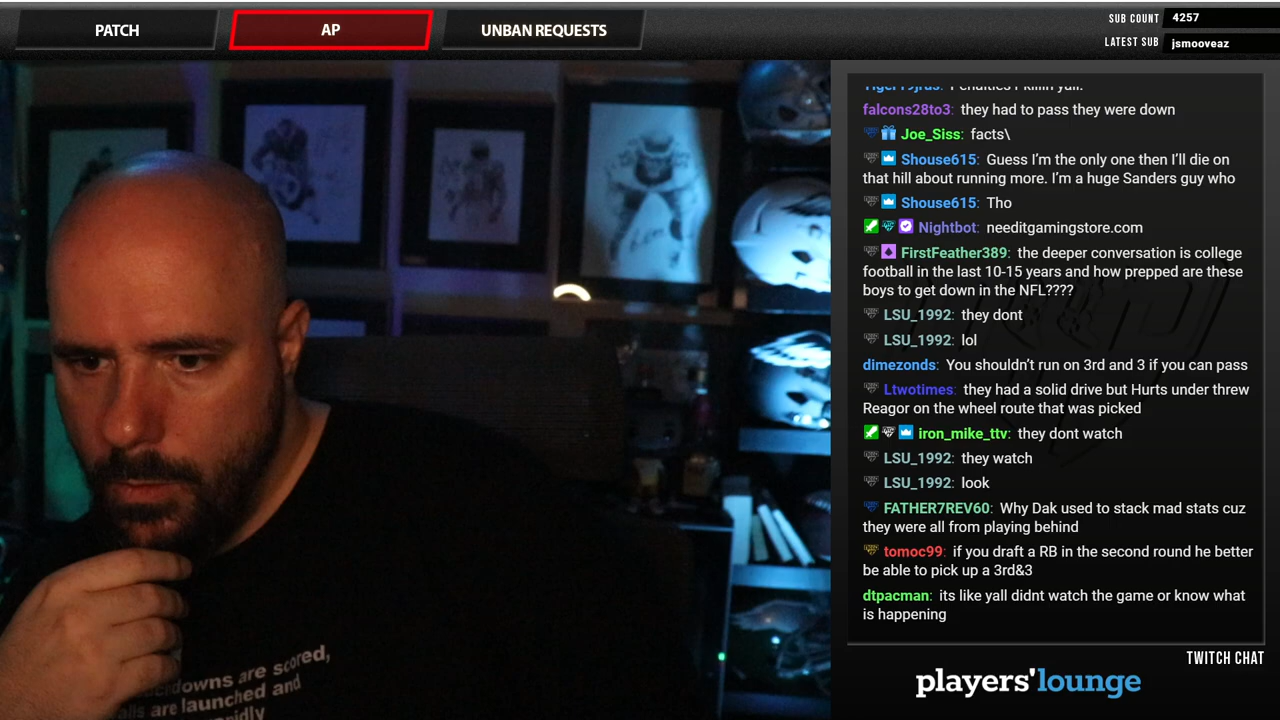 PATCH
AP
UNBAN REQUESTS
SUB COUNT 4257
LATEST SUB jsmooveaz
falcons28to3: they had to pass they were down
Joe_Siss: facts\
Shouse615: Guess I'm the only one then I'll die on
that hill about running more. I'm a huge Sanders guy who
Shouse615: Tho
Nightbot: needitgamingstore.com
FirstFeather389: the deeper conversation is college
football in the last 10-15 years and how prepped are these
boys to get down in the NFL????
LSU_1992: they dont
LSU_1992: lol
dimezonds: You shouldn't run on 3rd and 3 if you can pass
Ltwotimes: they had a solid drive but Hurts under threw
Reagor on the wheel route that was picked
iron_mike_ttv: they dont watch
LSU_1992: they watch
LSU_1992: look
FATHER7REV60: Why Dak used to stack mad stats cuz
they were all from playing behind
tomoc99: if you draft a RB in the second round he better
be able to pick up a 3rd&3
dtpacman: its like yall didnt watch the game or know what
is happening
TWITCH CHAT
players'lounge
are scored,
are launched and